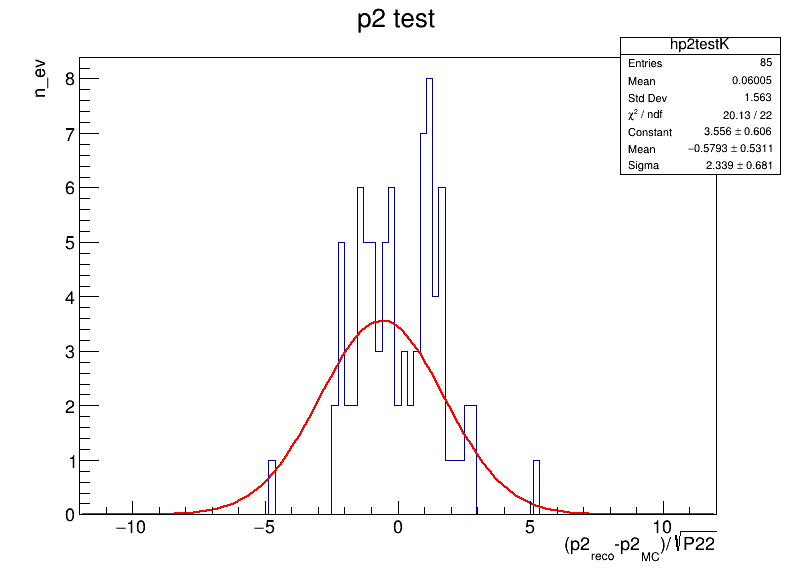 p2 test
hp2testK
Entries 85
Mean 0.06005
Std Dev 1.563
χ² / ndf 20.13 / 22
Constant 3.556 ± 0.606
Mean −0.5793 ± 0.5311
Sigma 2.339 ± 0.681
n_ev
8
7
6
5
4
3
2
1
0
−10 −5 0 5 10
(p2reco-p2MC)/√P22